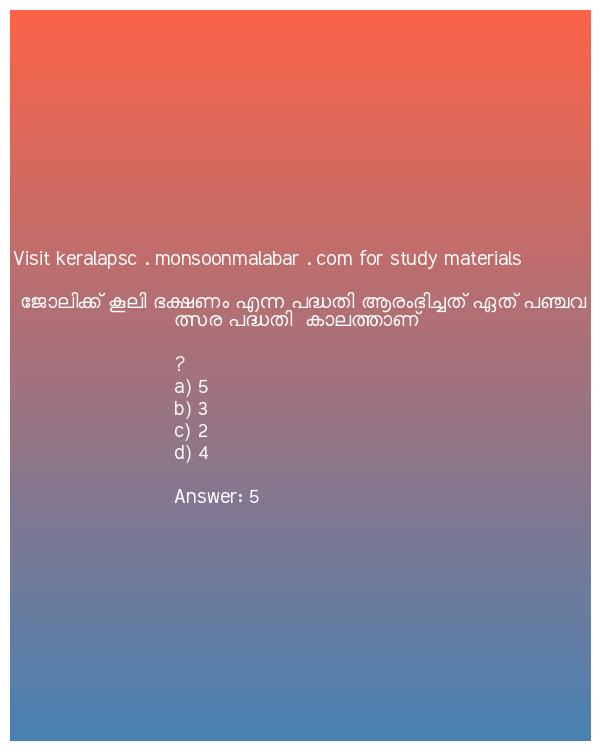 Visit keralapsc . monsoonmalabar . com for study materials
ജോലിക്ക് കൂലി ഭക്ഷണം എന്ന പദ്ധതി ആരംഭിച്ചത് ഏത് പഞ്ചവ
ത്സര പദ്ധതി കാലത്താണ്
?
a) 5
b) 3
c) 2
d) 4
Answer: 5